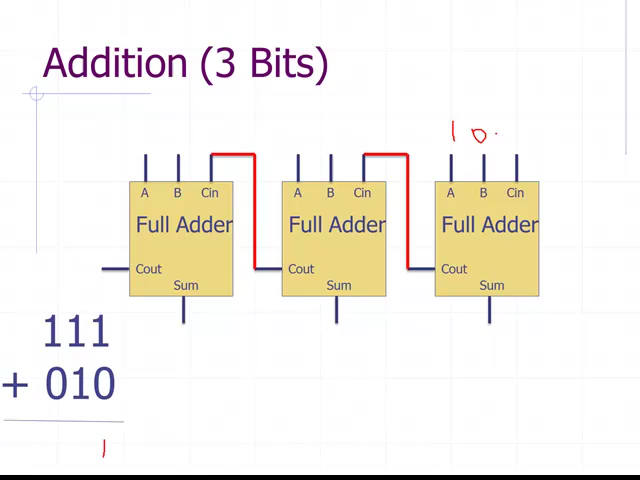 Addition (3 Bits)
1 0
A B Cin A B Cin A B Cin
Full Adder Full Adder Full Adder
Cout Cout Cout
Sum Sum Sum
111
+ 010
1